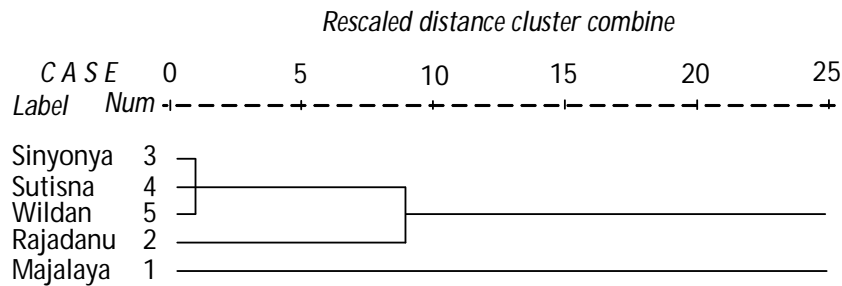 Rescaled distance cluster combine
C A S E 0 5 10 15 20 25
Label Num
Sinyonya 3
Sutisna 4
Wildan 5
Rajadanu 2
Majalaya 1